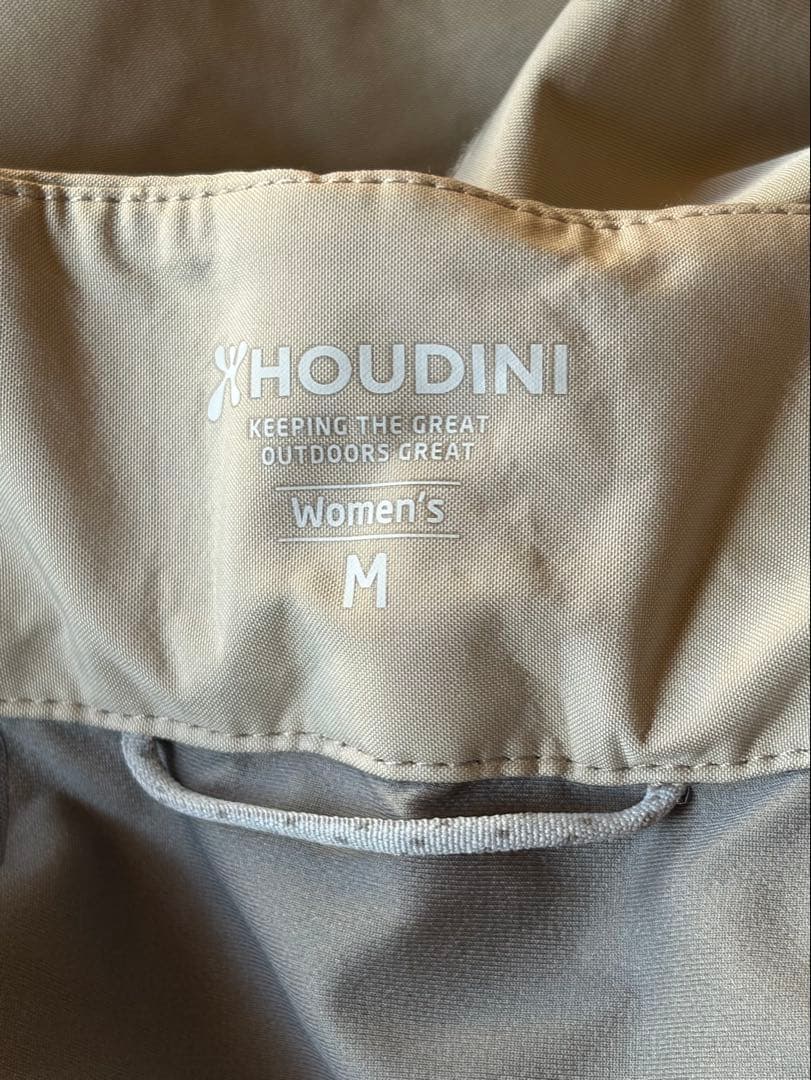 HOUDINI
KEEPING THE GREAT
OUTDOORS GREAT
Women's
M